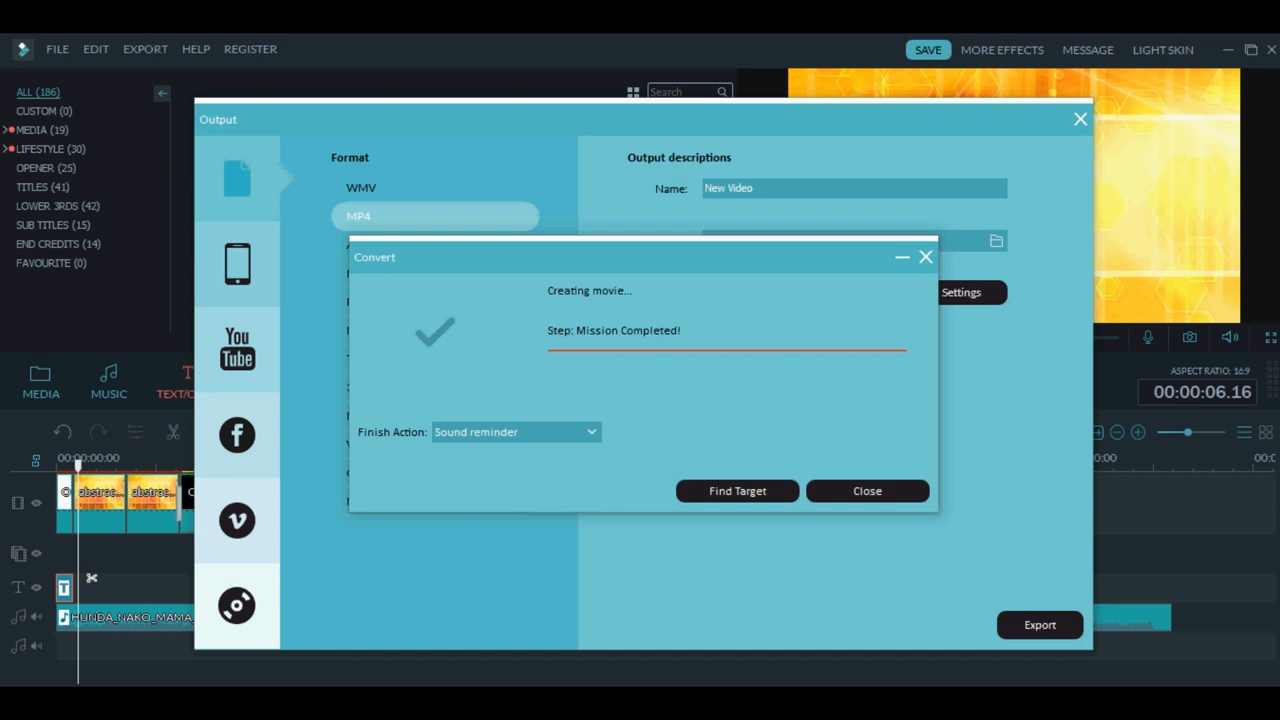 FILE EDIT EXPORT HELP REGISTER
SAVE MORE EFFECTS MESSAGE LIGHT SKIN
ALL (186)
CUSTOM (0)
MEDIA (19)
LIFESTYLE (30)
OPENER (25)
TITLES (41)
LOWER 3RDS (42)
SUB TITLES (15)
END CREDITS (14)
FAVOURITE (0)
Search
Output
Format
WMV
MP4
Output descriptions
Name: New Video
Settings
Convert
Creating movie...
Step: Mission Completed!
Finish Action: Sound reminder
Find Target Close
Export
You
Tube
MEDIA MUSIC
ASPECT RATIO: 16:9
00:00:06.16
00:00:00:00
abstrac... abstrac...
T
HUNDA_NAKO_MAMA